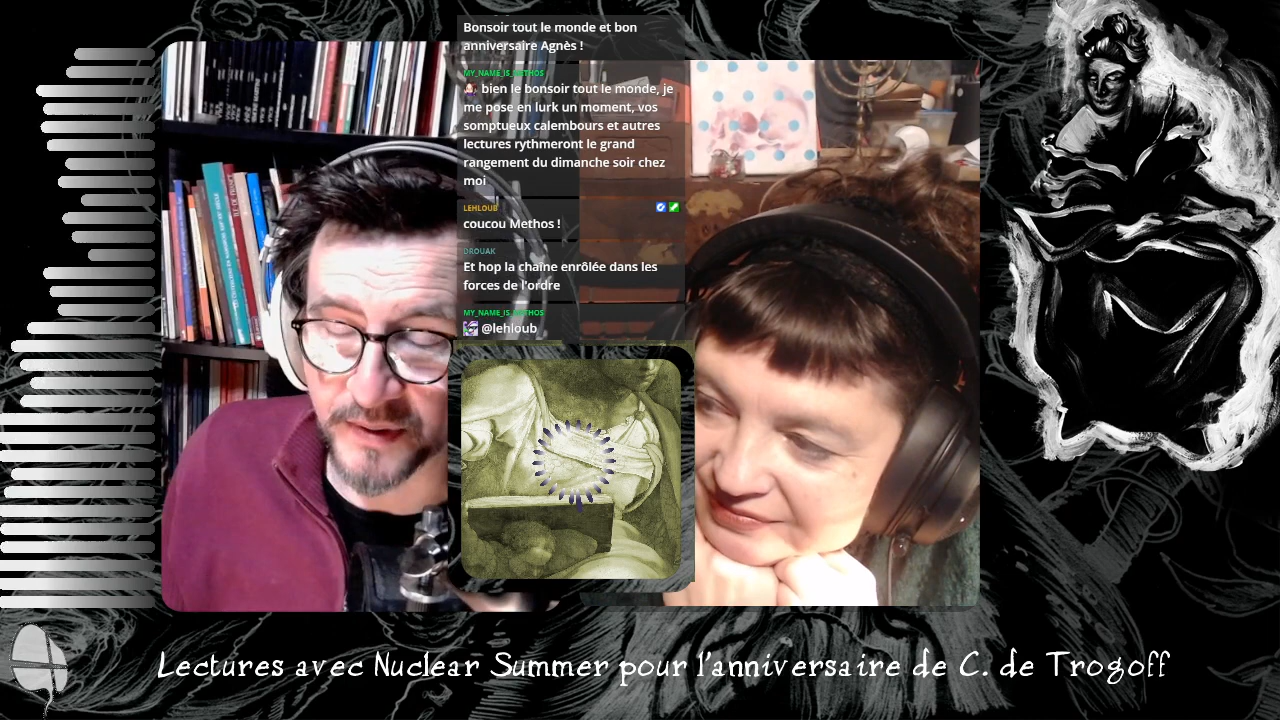 Bonsoir tout le monde et bon
anniversaire Agnès !
MY_NAME_IS_METHOS
bien le bonsoir tout le monde, je
me pose en lurk un moment, vos
somptueux calembours et autres
lectures rythmeront le grand
rangement du dimanche soir chez
moi
LEHLOUB
coucou Methos !
DROUAK
Et hop la chaîne enrôlée dans les
forces de l'ordre
MY_NAME_IS_METHOS
@lehloub
Lectures avec Nuclear Summer pour l'anniversaire de C. de Trogoff